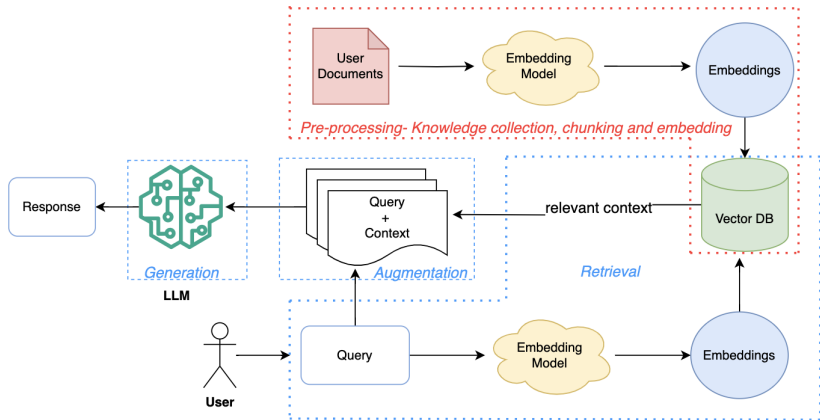 User
Documents
Embedding
Model
Embeddings
Pre-processing- Knowledge collection, chunking and embedding
Response
Query
+
Context
relevant context
Vector DB
Generation
Augmentation
Retrieval
LLM
Query
Embedding
Model
Embeddings
User